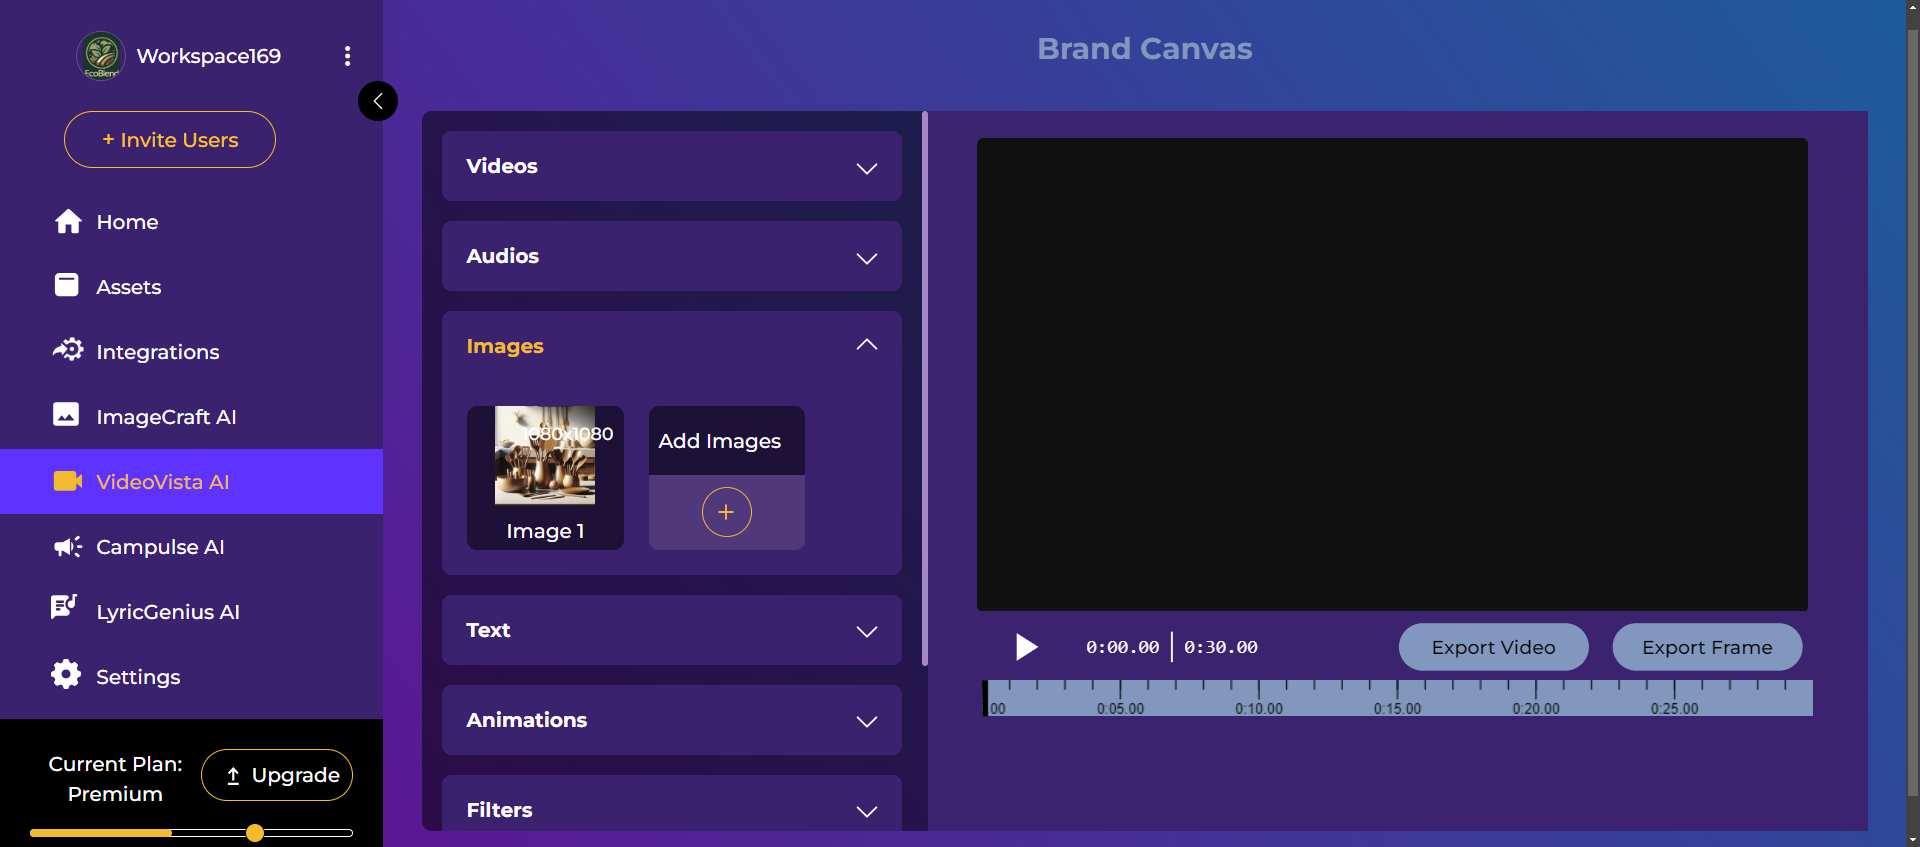 EcoBlend
Workspace169
+ Invite Users
Home
Assets
Integrations
ImageCraft AI
VideoVista AI
Campulse AI
LyricGenius AI
Settings
Current Plan:
Premium
Upgrade
Brand Canvas
Videos
Audios
Images
1080x1080
Image 1
Add Images
Text
Animations
Filters
0:00.00 0:30.00
Export Video
Export Frame
00 0:05.00 0:10.00 0:15.00 0:20.00 0:25.00